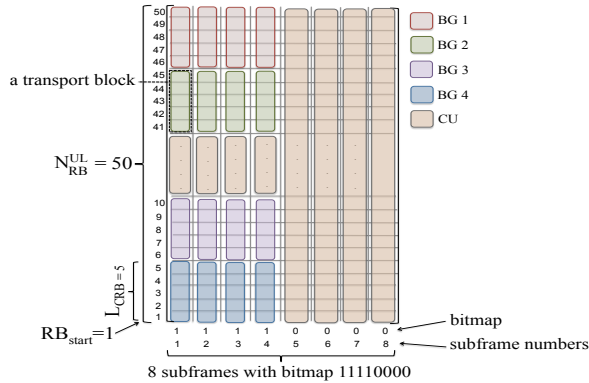 50
49
48
47
46
45
44
43
42
41
10
9
8
7
6
5
4
3
2
1
a transport block
N_RB^UL = 50
L_CRB = 5
RB_start=1
BG 1
BG 2
BG 3
BG 4
CU
1 1 1 1 0 0 0 0
bitmap
1 2 3 4 5 6 7 8
subframe numbers
8 subframes with bitmap 11110000